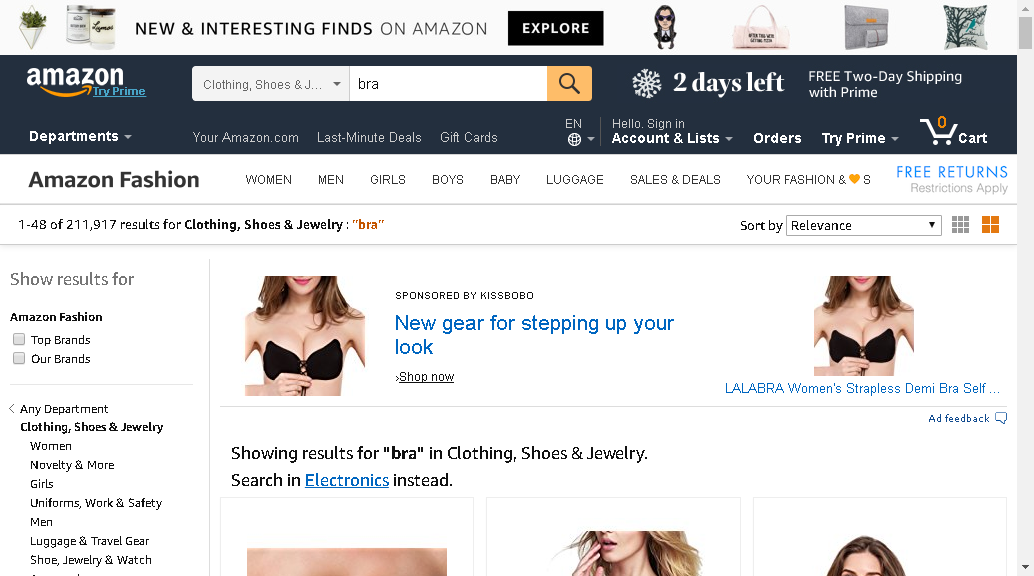 NEW & INTERESTING FINDS ON AMAZON EXPLORE
amazon
Try Prime
Clothing, Shoes & J...
bra
2 days left
FREE Two-Day Shipping
with Prime
Departments
Your Amazon.com
Last-Minute Deals
Gift Cards
EN
Hello. Sign in
Account & Lists
Orders
Try Prime
0
Cart
Amazon Fashion
WOMEN
MEN
GIRLS
BOYS
BABY
LUGGAGE
SALES & DEALS
YOUR FASHION & 🧡 S
FREE RETURNS
Restrictions Apply
1-48 of 211,917 results for Clothing, Shoes & Jewelry : "bra"
Sort by Relevance
Show results for
Amazon Fashion
Top Brands
Our Brands
Any Department
Clothing, Shoes & Jewelry
Women
Novelty & More
Girls
Uniforms, Work & Safety
Men
Luggage & Travel Gear
Shoe, Jewelry & Watch
SPONSORED BY KISSBOBO
New gear for stepping up your
look
›Shop now
LALABRA Women's Strapless Demi Bra Self ...
Ad feedback
Showing results for "bra" in Clothing, Shoes & Jewelry.
Search in Electronics instead.